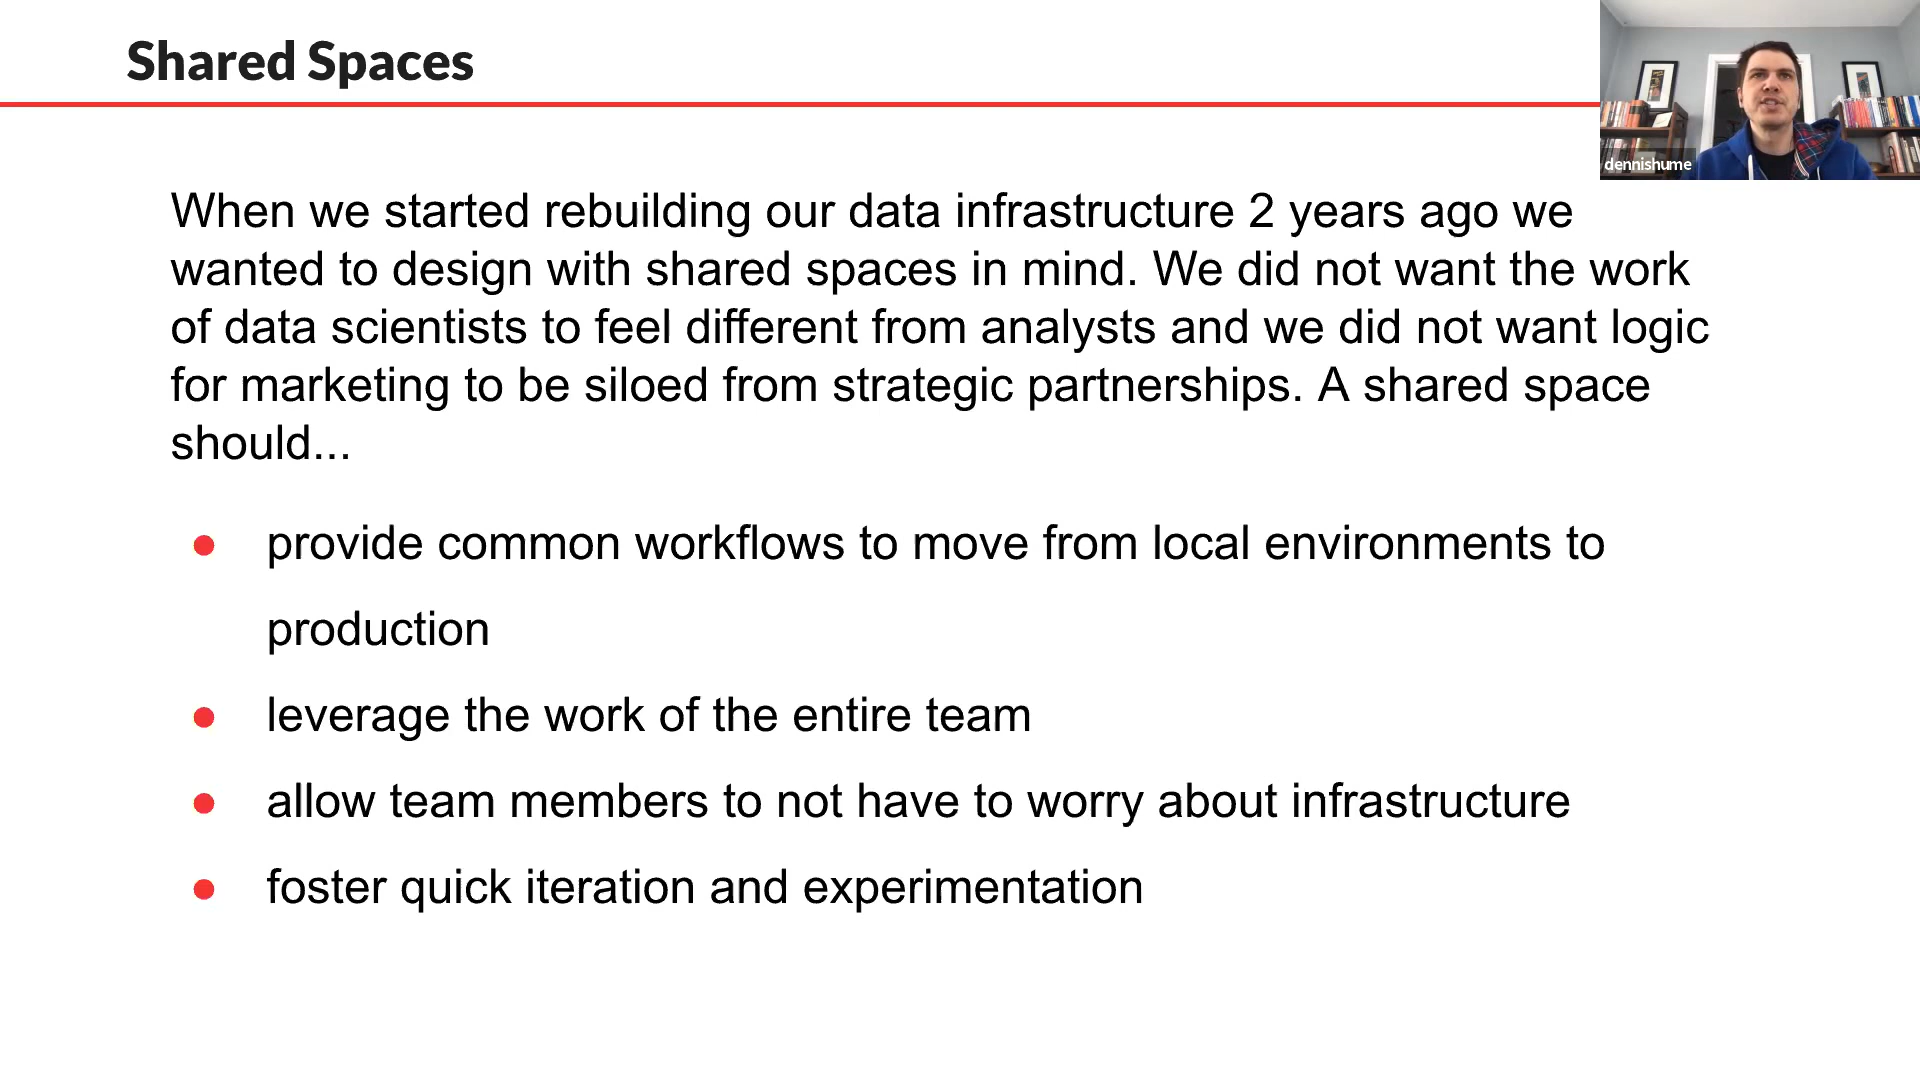 Shared Spaces
dennishume
When we started rebuilding our data infrastructure 2 years ago we
wanted to design with shared spaces in mind. We did not want the work
of data scientists to feel different from analysts and we did not want logic
for marketing to be siloed from strategic partnerships. A shared space
should...
● provide common workflows to move from local environments to
production
● leverage the work of the entire team
● allow team members to not have to worry about infrastructure
● foster quick iteration and experimentation